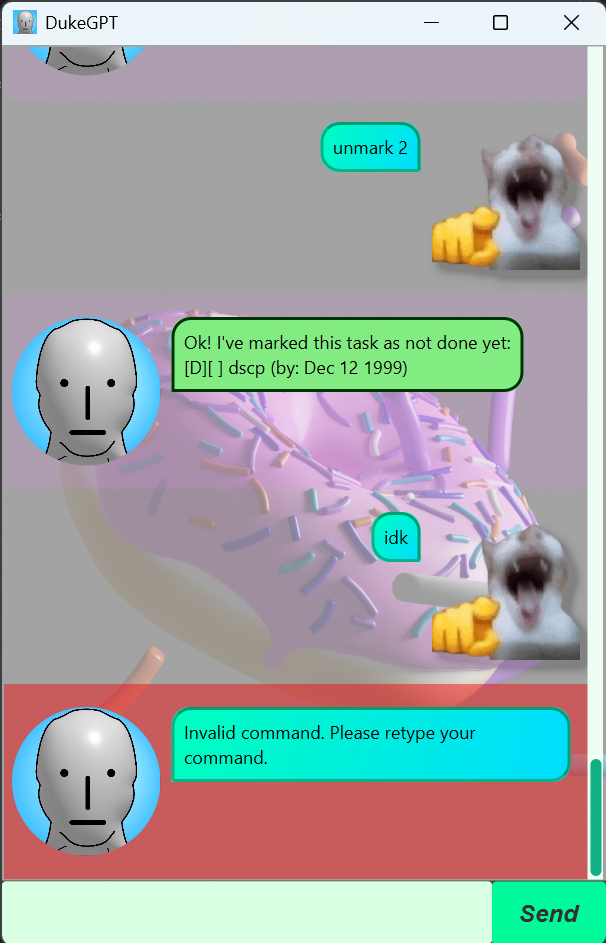 DukeGPT
unmark 2
Ok! I've marked this task as not done yet:
[D][ ] dscp (by: Dec 12 1999)
idk
Invalid command. Please retype your
command.
Send